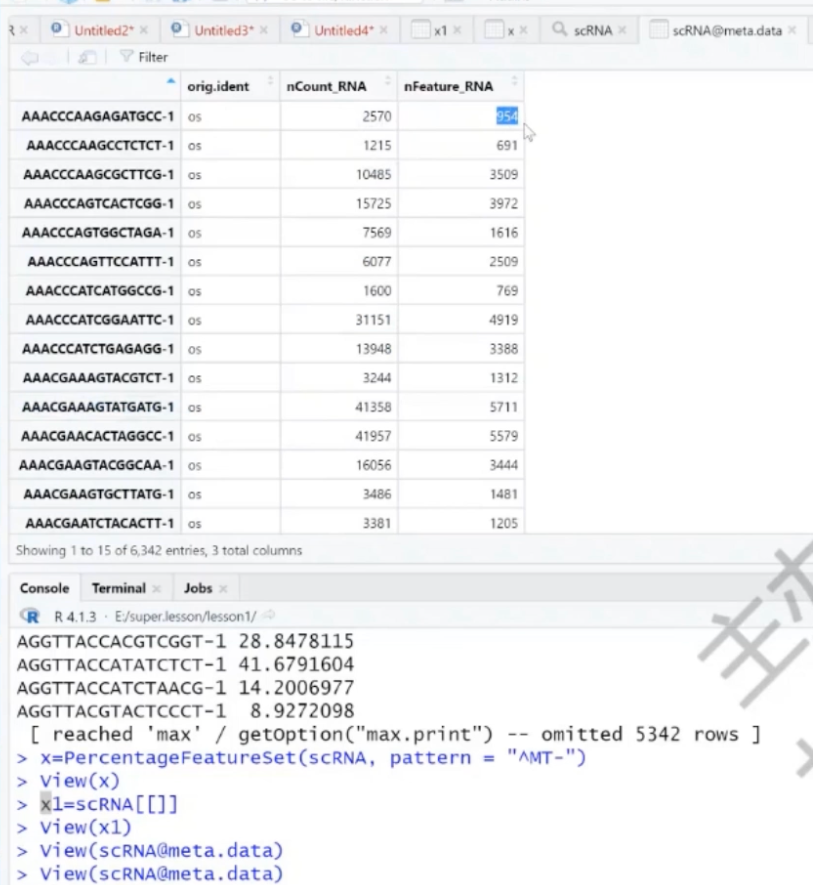 R × Untitled2* × Untitled3* × Untitled4* × x1 × x × scRNA × scRNA@meta.data ×
Filter
orig.ident nCount_RNA nFeature_RNA
AAACCCAAGAGATGCC-1 os 2570 954
AAACCCAAGCCTCTCT-1 os 1215 691
AAACCCAAGCGCTTCG-1 os 10485 3509
AAACCCAGTCACTCGG-1 os 15725 3972
AAACCCAGTGGCTAGA-1 os 7569 1616
AAACCCAGTTCCATTT-1 os 6077 2509
AAACCCATCATGGCCG-1 os 1600 769
AAACCCATCGGAATTC-1 os 31151 4919
AAACCCATCTGAGAGG-1 os 13948 3388
AAACGAAAGTACGTCT-1 os 3244 1312
AAACGAAAGTATGATG-1 os 41358 5711
AAACGAACACTAGGCC-1 os 41957 5579
AAACGAAGTACGGCAA-1 os 16056 3444
AAACGAAGTGCTTATG-1 os 3486 1481
AAACGAATCTACACTT-1 os 3381 1205
Showing 1 to 15 of 6,342 entries, 3 total columns
Console Terminal × Jobs ×
R R 4.1.3 · E:/super.lesson/lesson1/
AGGTTACCACGTCGGT-1 28.8478115
AGGTTACCATATCTCT-1 41.6791604
AGGTTACCATCTAACG-1 14.2006977
AGGTTACGTACTCCCT-1 8.9272098
[ reached 'max' / getOption("max.print") -- omitted 5342 rows ]
> x=PercentageFeatureSet(scRNA, pattern = "^MT-")
> View(x)
> x1=scRNA[[]]
> View(x1)
> View(scRNA@meta.data)
> View(scRNA@meta.data)
主